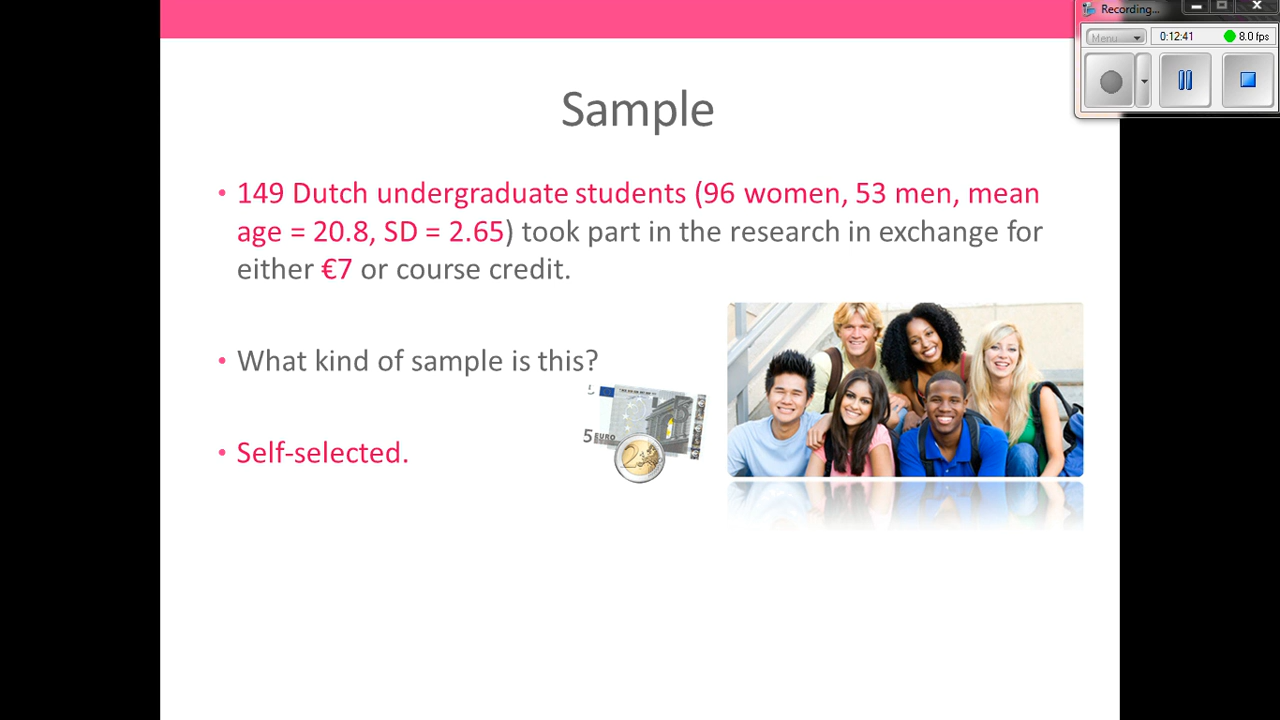 Recording...
Menu
0:12:41
8.0 fps
Sample
• 149 Dutch undergraduate students (96 women, 53 men, mean
age = 20.8, SD = 2.65) took part in the research in exchange for
either €7 or course credit.
• What kind of sample is this?
5 EURO
2
• Self-selected.